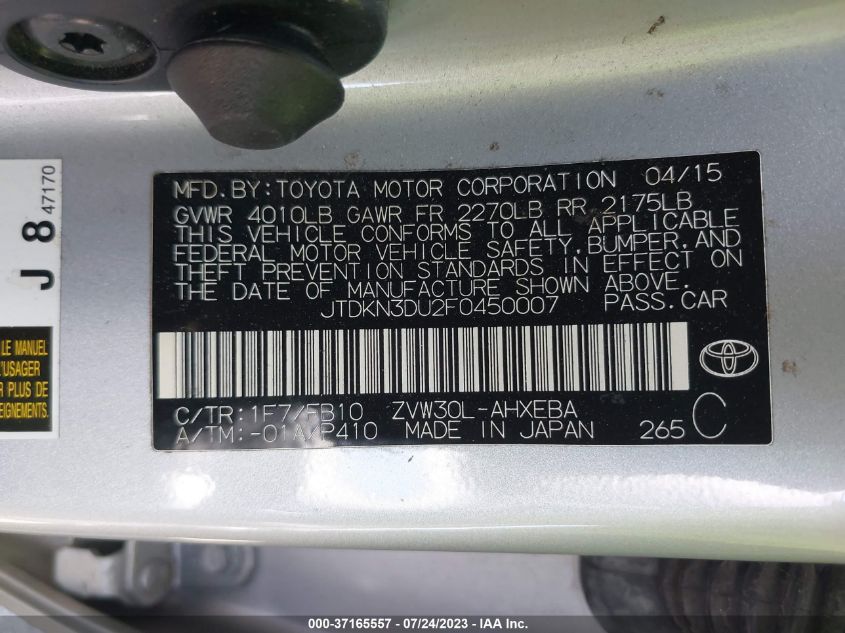 MFD. BY: TOYOTA MOTOR CORPORATION 04/15
GVWR 4010LB GAWR FR 2270LB RR 2175LB
THIS VEHICLE CONFORMS TO ALL APPLICABLE
FEDERAL MOTOR VEHICLE SAFETY, BUMPER, AND
THEFT PREVENTION STANDARDS IN EFFECT ON
THE DATE OF MANUFACTURE SHOWN ABOVE.
JTDKN3DU2F0450007 PASS.CAR
C/TR: 1F7/FB10 ZVW30L-AHXEBA
A/TM: -01A/P410 MADE IN JAPAN 265 C
J 8 47170
LE MANUEL
L'USAGER
R PLUS DE
000-37165557 - 07/24/2023 - IAAI.com